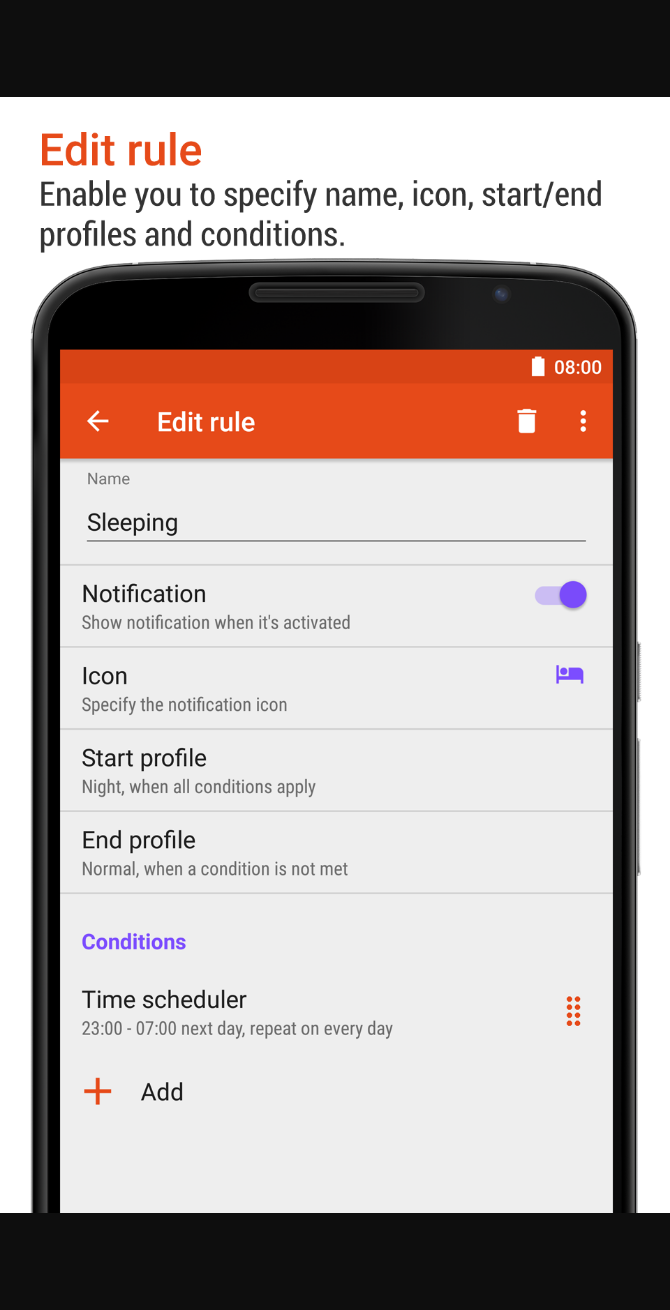 Edit rule
Enable you to specify name, icon, start/end
profiles and conditions.
08:00
Edit rule
Name
Sleeping
Notification
Show notification when it's activated
Icon
Specify the notification icon
Start profile
Night, when all conditions apply
End profile
Normal, when a condition is not met
Conditions
Time scheduler
23:00 - 07:00 next day, repeat on every day
Add